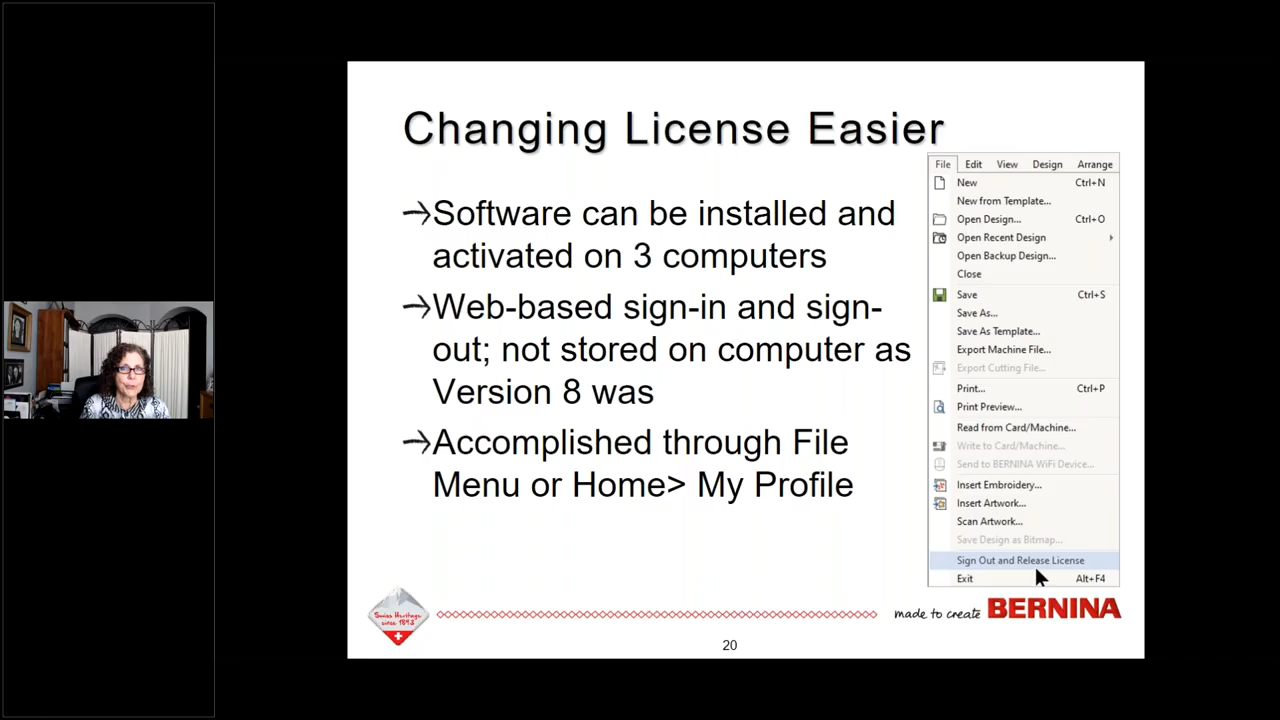 Changing License Easier
Software can be installed and
activated on 3 computers
Web-based sign-in and sign-
out; not stored on computer as
Version 8 was
Accomplished through File
Menu or Home> My Profile
File Edit View Design Arrange
New Ctrl+N
New from Template...
Open Design... Ctrl+O
Open Recent Design
Open Backup Design...
Close
Save Ctrl+S
Save As...
Save As Template...
Export Machine File...
Export Cutting File...
Print... Ctrl+P
Print Preview...
Read from Card/Machine...
Write to Card/Machine...
Send to BERNINA WiFi Device...
Insert Embroidery...
Insert Artwork...
Scan Artwork...
Save Design as Bitmap...
Sign Out and Release License
Exit Alt+F4
Swiss Heritage
since 1893
made to create BERNINA
20